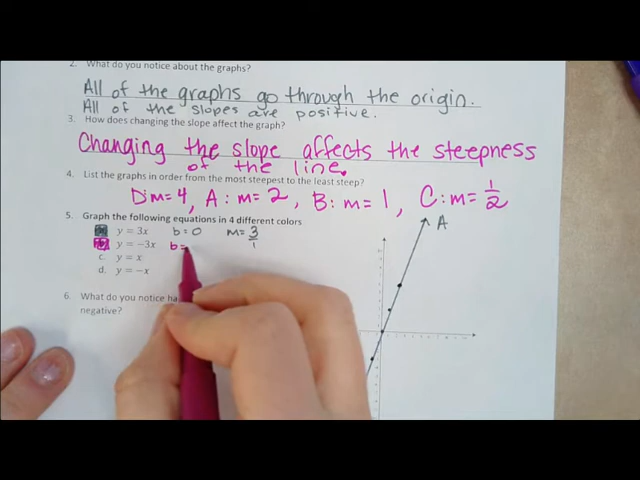 2. What do you notice about the graphs?
All of the graphs go through the origin.
All of the slopes are positive.
3. How does changing the slope affect the graph?
Changing the slope affects the steepness
of the line.
4. List the graphs in order from the most steepest to the least steep?
D: m=4, A: m=2, B: m=1, C: m=1/2
5. Graph the following equations in 4 different colors
y = 3x b=0 m=3/1
b. y = −3x b=
c. y = x
d. y = −x
A
6. What do you notice
negative?